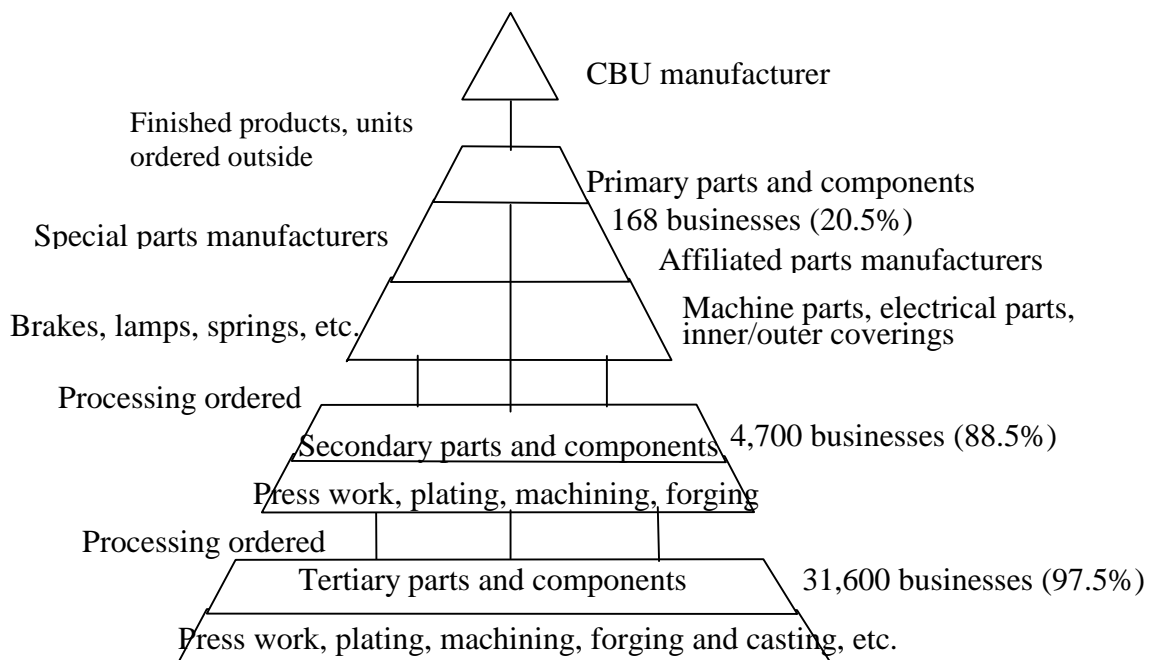 CBU manufacturer
Finished products, units
ordered outside
Primary parts and components
168 businesses (20.5%)
Special parts manufacturers
Affiliated parts manufacturers
Brakes, lamps, springs, etc.
Machine parts, electrical parts,
inner/outer coverings
Processing ordered
Secondary parts and components
4,700 businesses (88.5%)
Press work, plating, machining, forging
Processing ordered
Tertiary parts and components
31,600 businesses (97.5%)
Press work, plating, machining, forging and casting, etc.